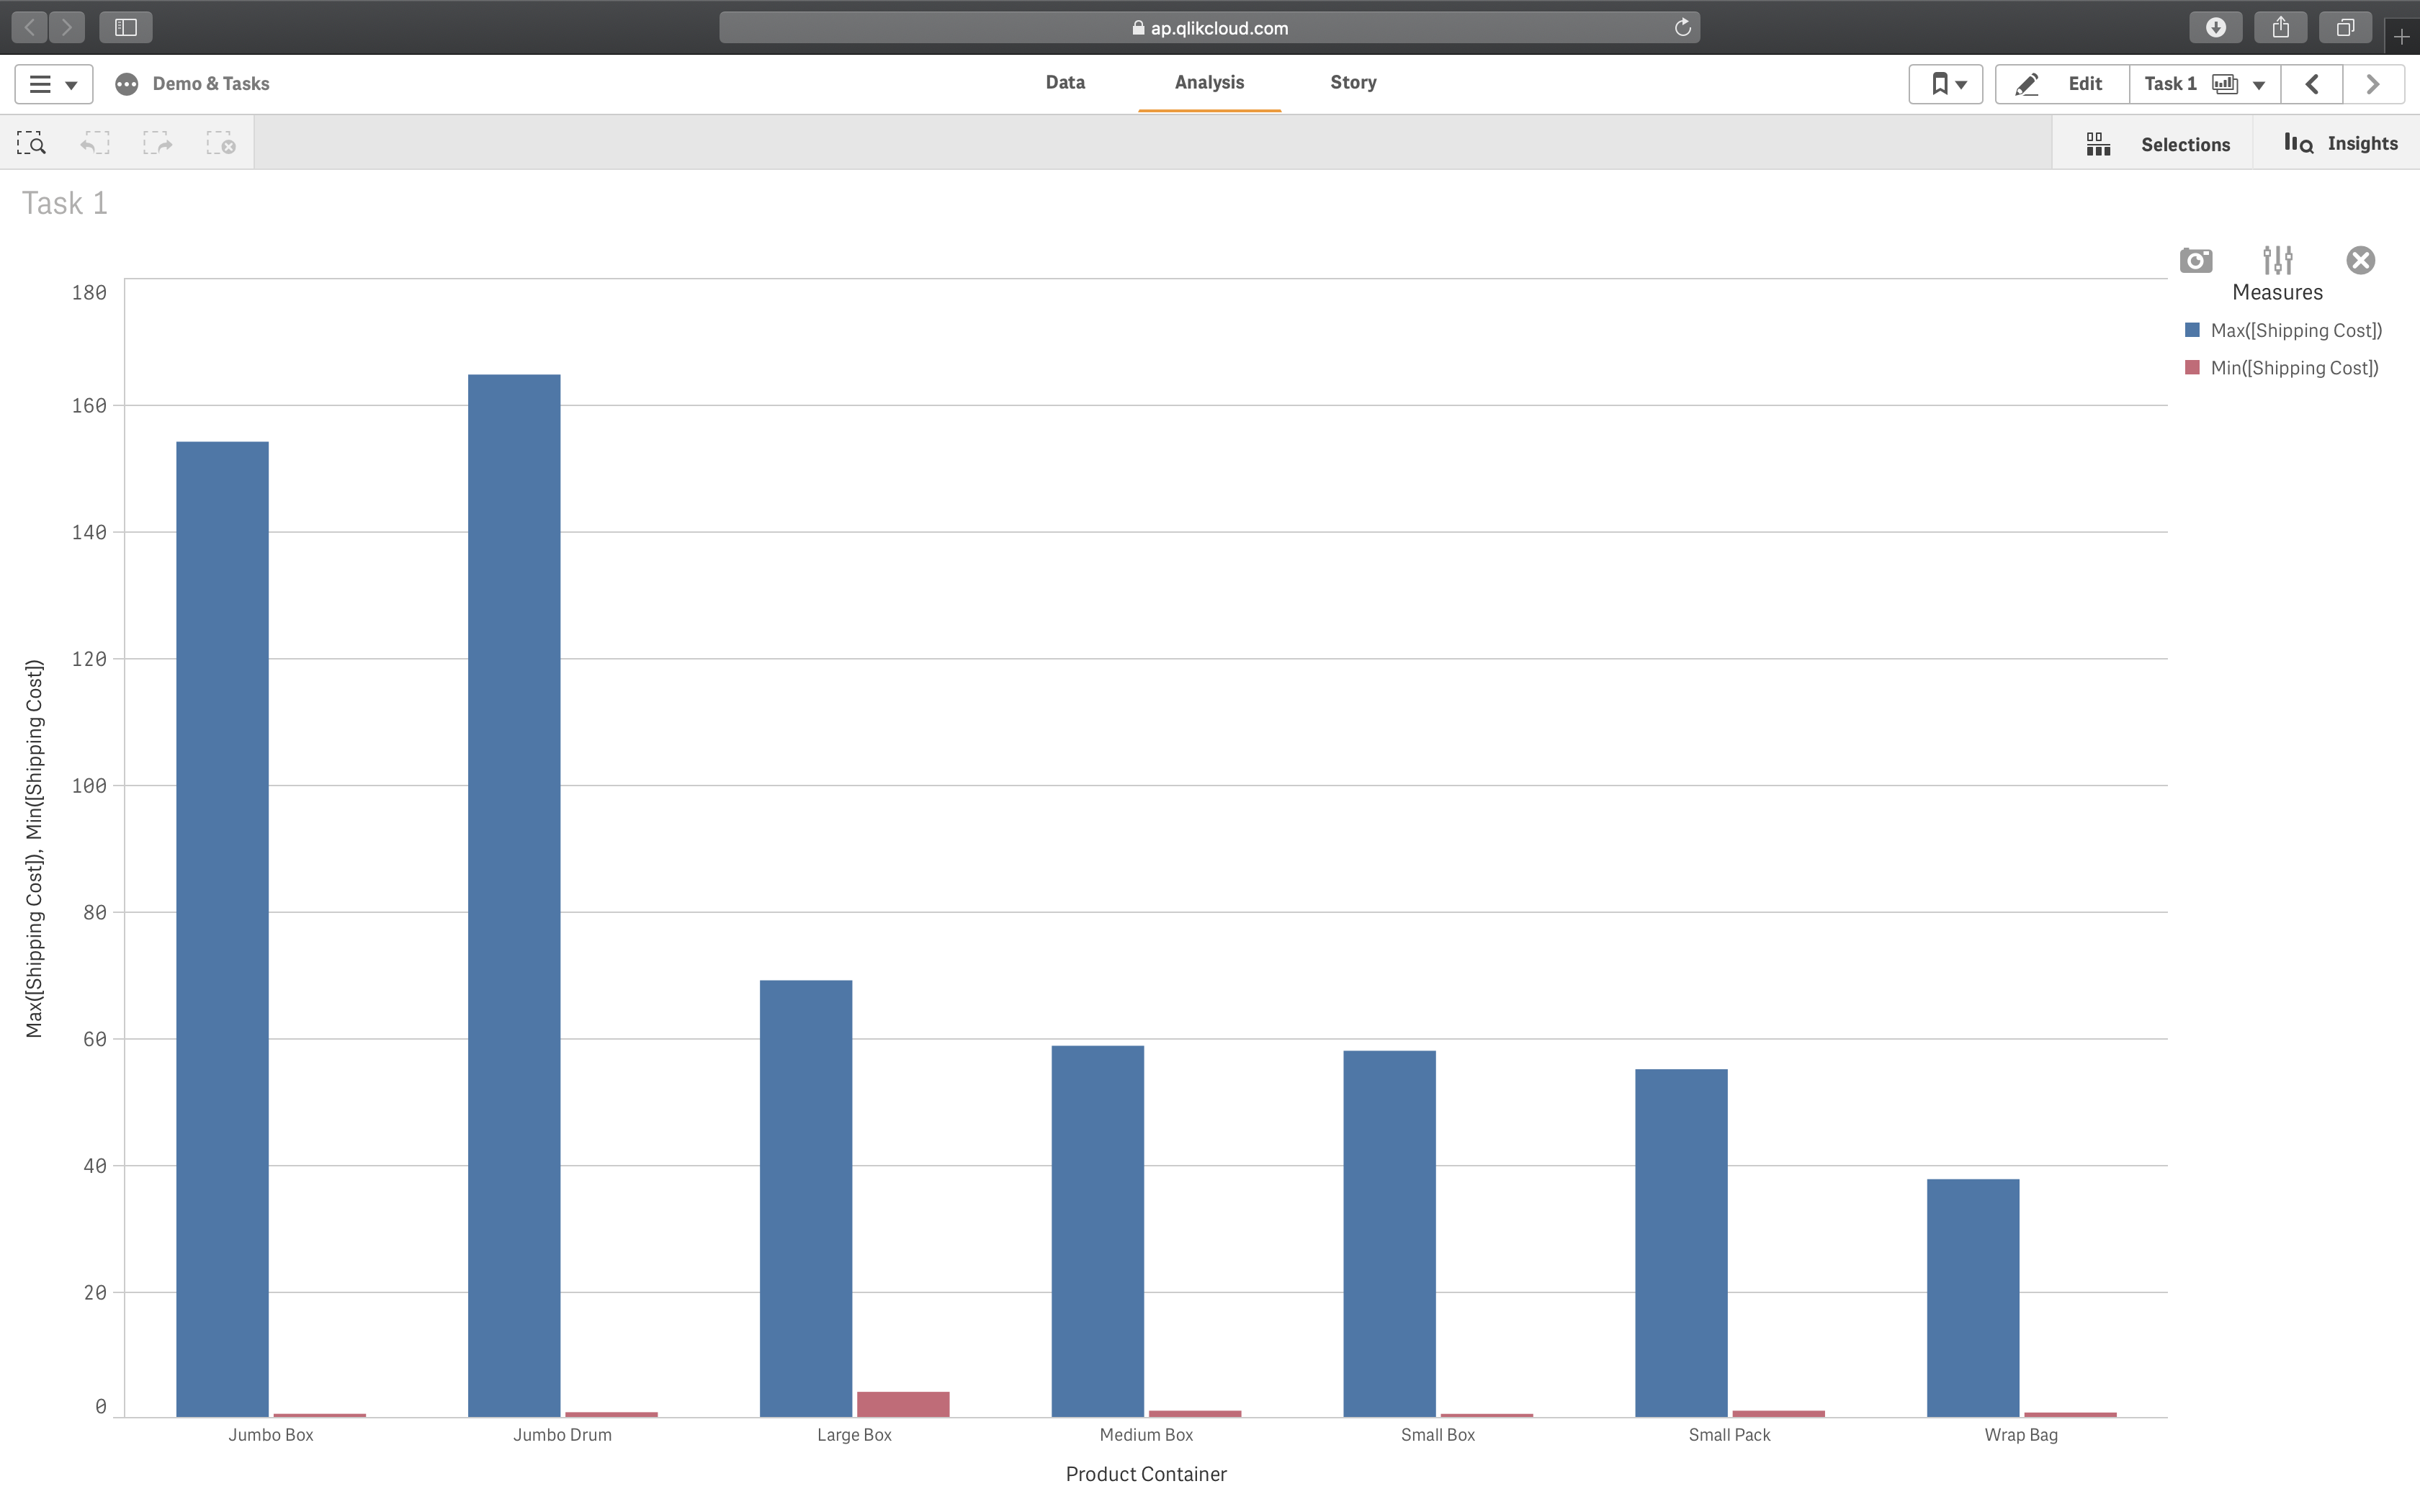 ap.qlikcloud.com
Demo & Tasks
Data
Analysis
Story
Edit
Task 1
Selections
Insights
Task 1
Measures
Max([Shipping Cost])
Min([Shipping Cost])
Max([Shipping Cost]), Min([Shipping Cost])
180
160
140
120
100
80
60
40
20
0
Jumbo Box
Jumbo Drum
Large Box
Medium Box
Small Box
Small Pack
Wrap Bag
Product Container